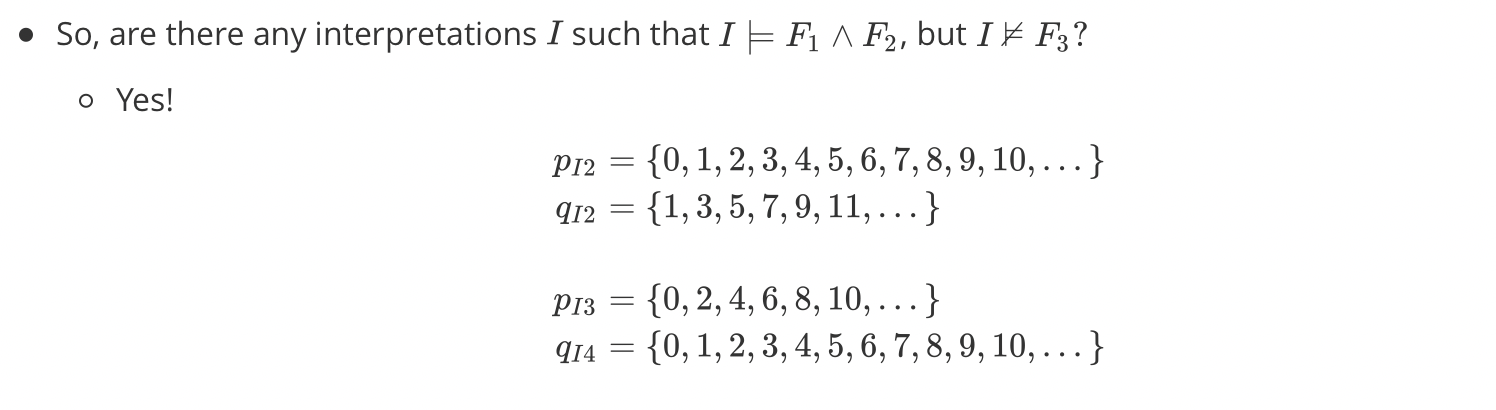 • So, are there any interpretations I such that I ⊨ F₁ ∧ F₂, but I ⊭ F₃?
○ Yes!
p_{I2} = {0, 1, 2, 3, 4, 5, 6, 7, 8, 9, 10, …}
q_{I2} = {1, 3, 5, 7, 9, 11, …}
p_{I3} = {0, 2, 4, 6, 8, 10, …}
q_{I4} = {0, 1, 2, 3, 4, 5, 6, 7, 8, 9, 10, …}